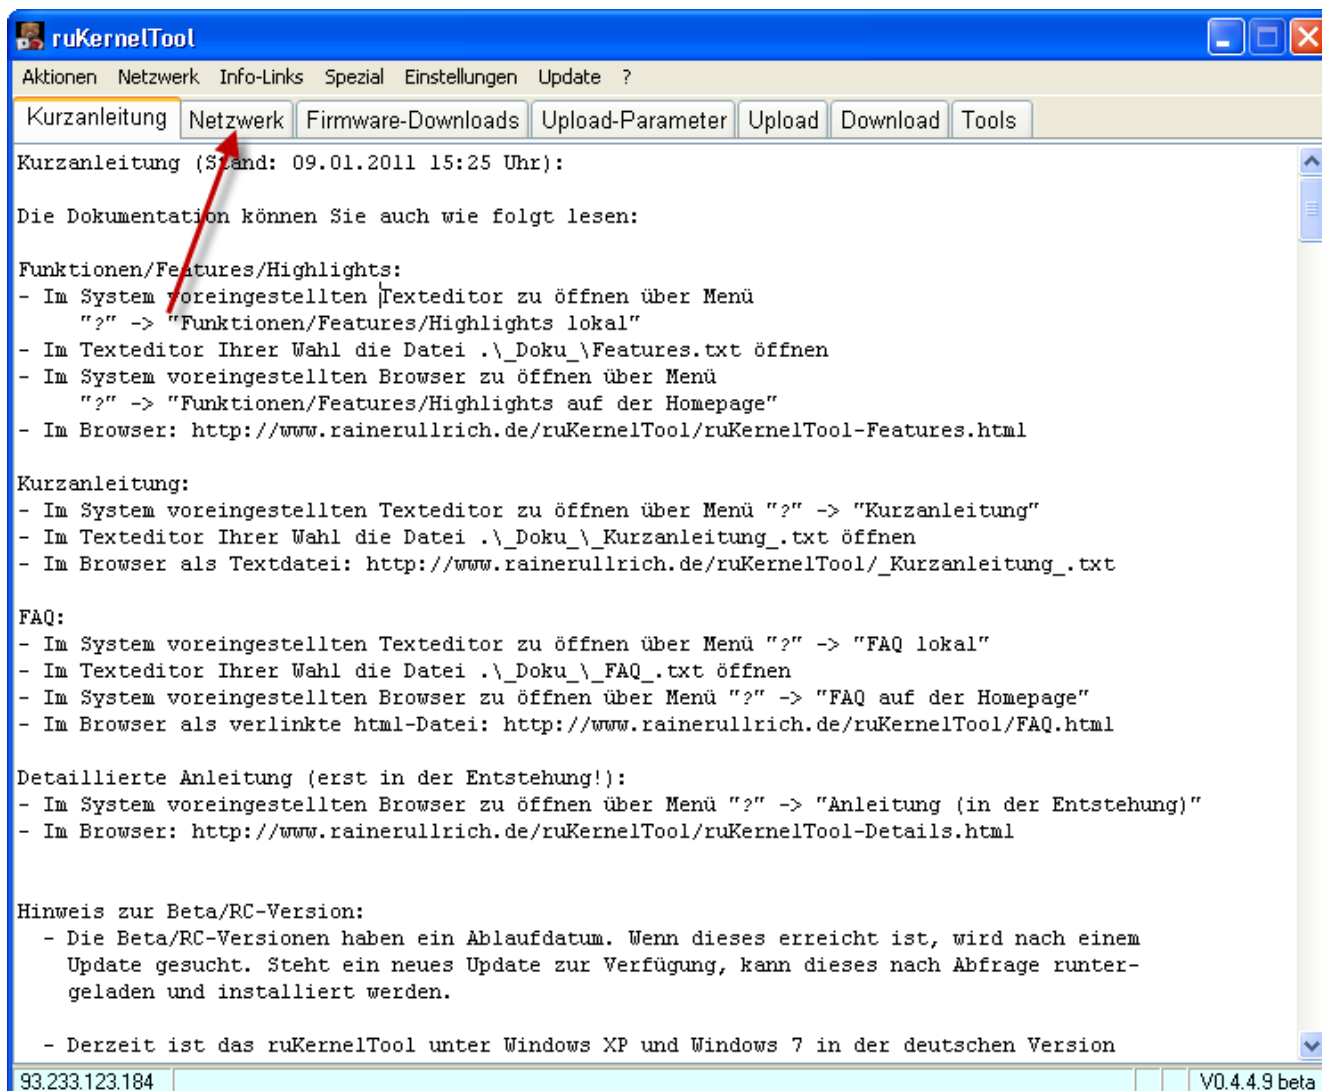 ruKernelTool
Aktionen Netzwerk Info-Links Spezial Einstellungen Update ?
Kurzanleitung Netzwerk Firmware-Downloads Upload-Parameter Upload Download Tools
Kurzanleitung (Stand: 09.01.2011 15:25 Uhr):
Die Dokumentation können Sie auch wie folgt lesen:
Funktionen/Features/Highlights:
- Im System voreingestellten Texteditor zu öffnen über Menü
"?" -> "Funktionen/Features/Highlights lokal"
- Im Texteditor Ihrer Wahl die Datei .\_Doku_\Features.txt öffnen
- Im System voreingestellten Browser zu öffnen über Menü
"?" -> "Funktionen/Features/Highlights auf der Homepage"
- Im Browser: http://www.rainerullrich.de/ruKernelTool/ruKernelTool-Features.html
Kurzanleitung:
- Im System voreingestellten Texteditor zu öffnen über Menü "?" -> "Kurzanleitung"
- Im Texteditor Ihrer Wahl die Datei .\_Doku_\_Kurzanleitung_.txt öffnen
- Im Browser als Textdatei: http://www.rainerullrich.de/ruKernelTool/_Kurzanleitung_.txt
FAQ:
- Im System voreingestellten Texteditor zu öffnen über Menü "?" -> "FAQ lokal"
- Im Texteditor Ihrer Wahl die Datei .\_Doku_\_FAQ_.txt öffnen
- Im System voreingestellten Browser zu öffnen über Menü "?" -> "FAQ auf der Homepage"
- Im Browser als verlinkte html-Datei: http://www.rainerullrich.de/ruKernelTool/FAQ.html
Detaillierte Anleitung (erst in der Entstehung!):
- Im System voreingestellten Browser zu öffnen über Menü "?" -> "Anleitung (in der Entstehung)"
- Im Browser: http://www.rainerullrich.de/ruKernelTool/ruKernelTool-Details.html
Hinweis zur Beta/RC-Version:
- Die Beta/RC-Versionen haben ein Ablaufdatum. Wenn dieses erreicht ist, wird nach einem
Update gesucht. Steht ein neues Update zur Verfügung, kann dieses nach Abfrage runter-
geladen und installiert werden.
- Derzeit ist das ruKernelTool unter Windows XP und Windows 7 in der deutschen Version
93.233.123.184 V0.4.4.9 beta